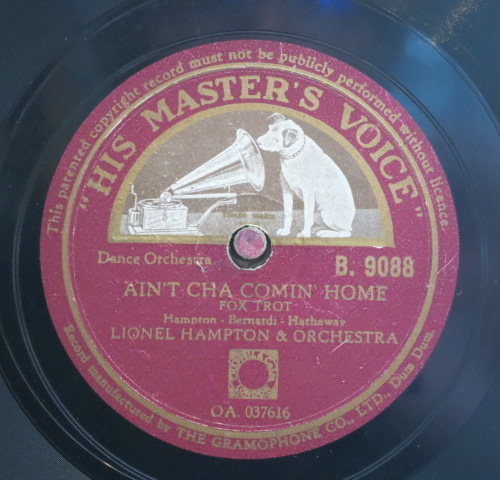 This patented copyright record must not be publicly performed without licence.
"HIS MASTER'S VOICE"
Dance Orchestra
B. 9088
AIN'T CHA COMIN' HOME
FOX TROT
Hampton - Bernardi - Hathaway
LIONEL HAMPTON & ORCHESTRA
OA. 037616
Record manufactured by THE GRAMOPHONE CO., LTD., Dum Dum.